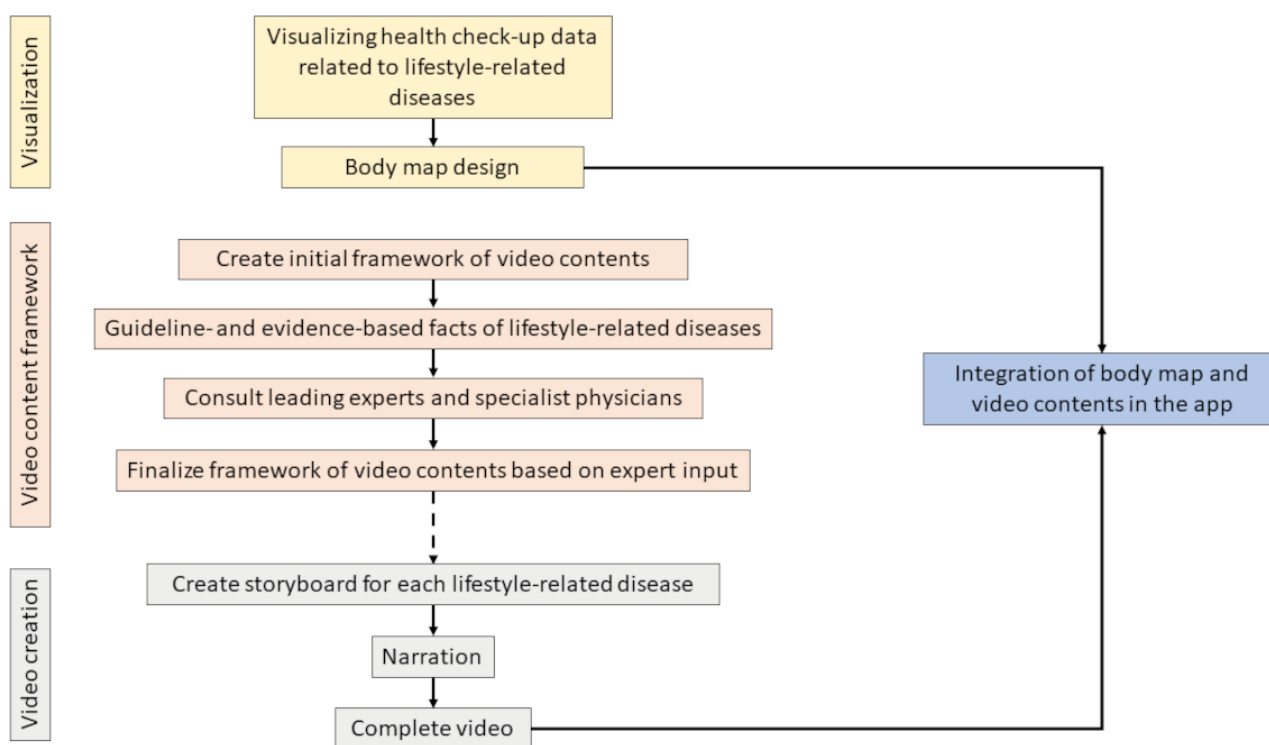 Visualization
Visualizing health check-up data
related to lifestyle-related
diseases
Body map design
Video content framework
Create initial framework of video contents
Guideline- and evidence-based facts of lifestyle-related diseases
Consult leading experts and specialist physicians
Finalize framework of video contents based on expert input
Integration of body map and
video contents in the app
Video creation
Create storyboard for each lifestyle-related disease
Narration
Complete video